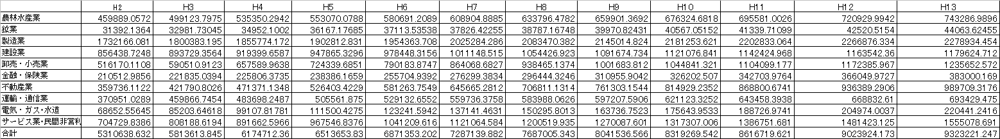 H2 H3 H4 H5 H6 H7 H8 H9 H10 H11 H12 H13
農林水産業 459889.0572 499123.7975 535350.2942 553070.0788 580691.2089 608904.8885 633796.4782 659901.3692 676324.6818 695581.0026 720929.9942 743286.9896
鉱業 31392.1364 32981.73045 34952.1002 36167.17685 37113.53538 37826.42255 38787.16748 39970.82431 40567.05152 41339.71099 42520.5154 44063.62455
製造業 1732166.081 1800383.195 1855774.172 1902812.831 1954363.708 2025284.286 2083470.382 2145014.824 2181253.621 2202833.064 2266876.334 2278934.454
建設業 856438.7248 893729.3564 919399.6587 947865.3296 978448.3156 1011148.515 1054426.923 1091674.734 1121076.841 1142424.968 1163542.36 1179624.712
卸売・小売業 516170.1108 590510.9123 657589.9638 724339.6851 790183.8747 864068.6827 938465.1374 1001683.812 1044841.321 1104099.177 1172385.967 1235652.572
金融・保険業 210512.9856 221835.0394 225806.3735 238386.1659 255704.9392 276299.3834 296444.3246 310955.9042 326202.507 342703.9764 366049.9727 383000.169
不動産業 359736.1122 421790.8026 471371.1348 526403.4229 581263.7549 645665.2812 706811.1314 761303.1544 814929.2352 868800.6741 936389.2906 989709.3176
運輸・通信業 370951.0289 459866.7454 483698.2487 505561.875 529132.6552 559736.3758 583988.0626 597207.5906 621123.3252 643458.3938 668832.61 693429.475
電気・ガス・水道 68652.55645 85203.64618 99107.81781 111500.4275 123241.5942 137141.4631 150295.8013 163736.7523 175643.9533 188726.9741 204974.0037 220441.2416
サービス業・民間非営利 704729.8386 808188.6194 891662.5966 967546.8376 1041209.616 1121064.584 1200519.935 1270087.601 1317307.006 1386751.681 1481423.125 1555078.691
合計 5310638.632 5813613.845 6174712.36 6513653.83 6871353.202 7287139.882 7687005.343 8041536.566 8319269.542 8616719.621 9023924.173 9323221.247